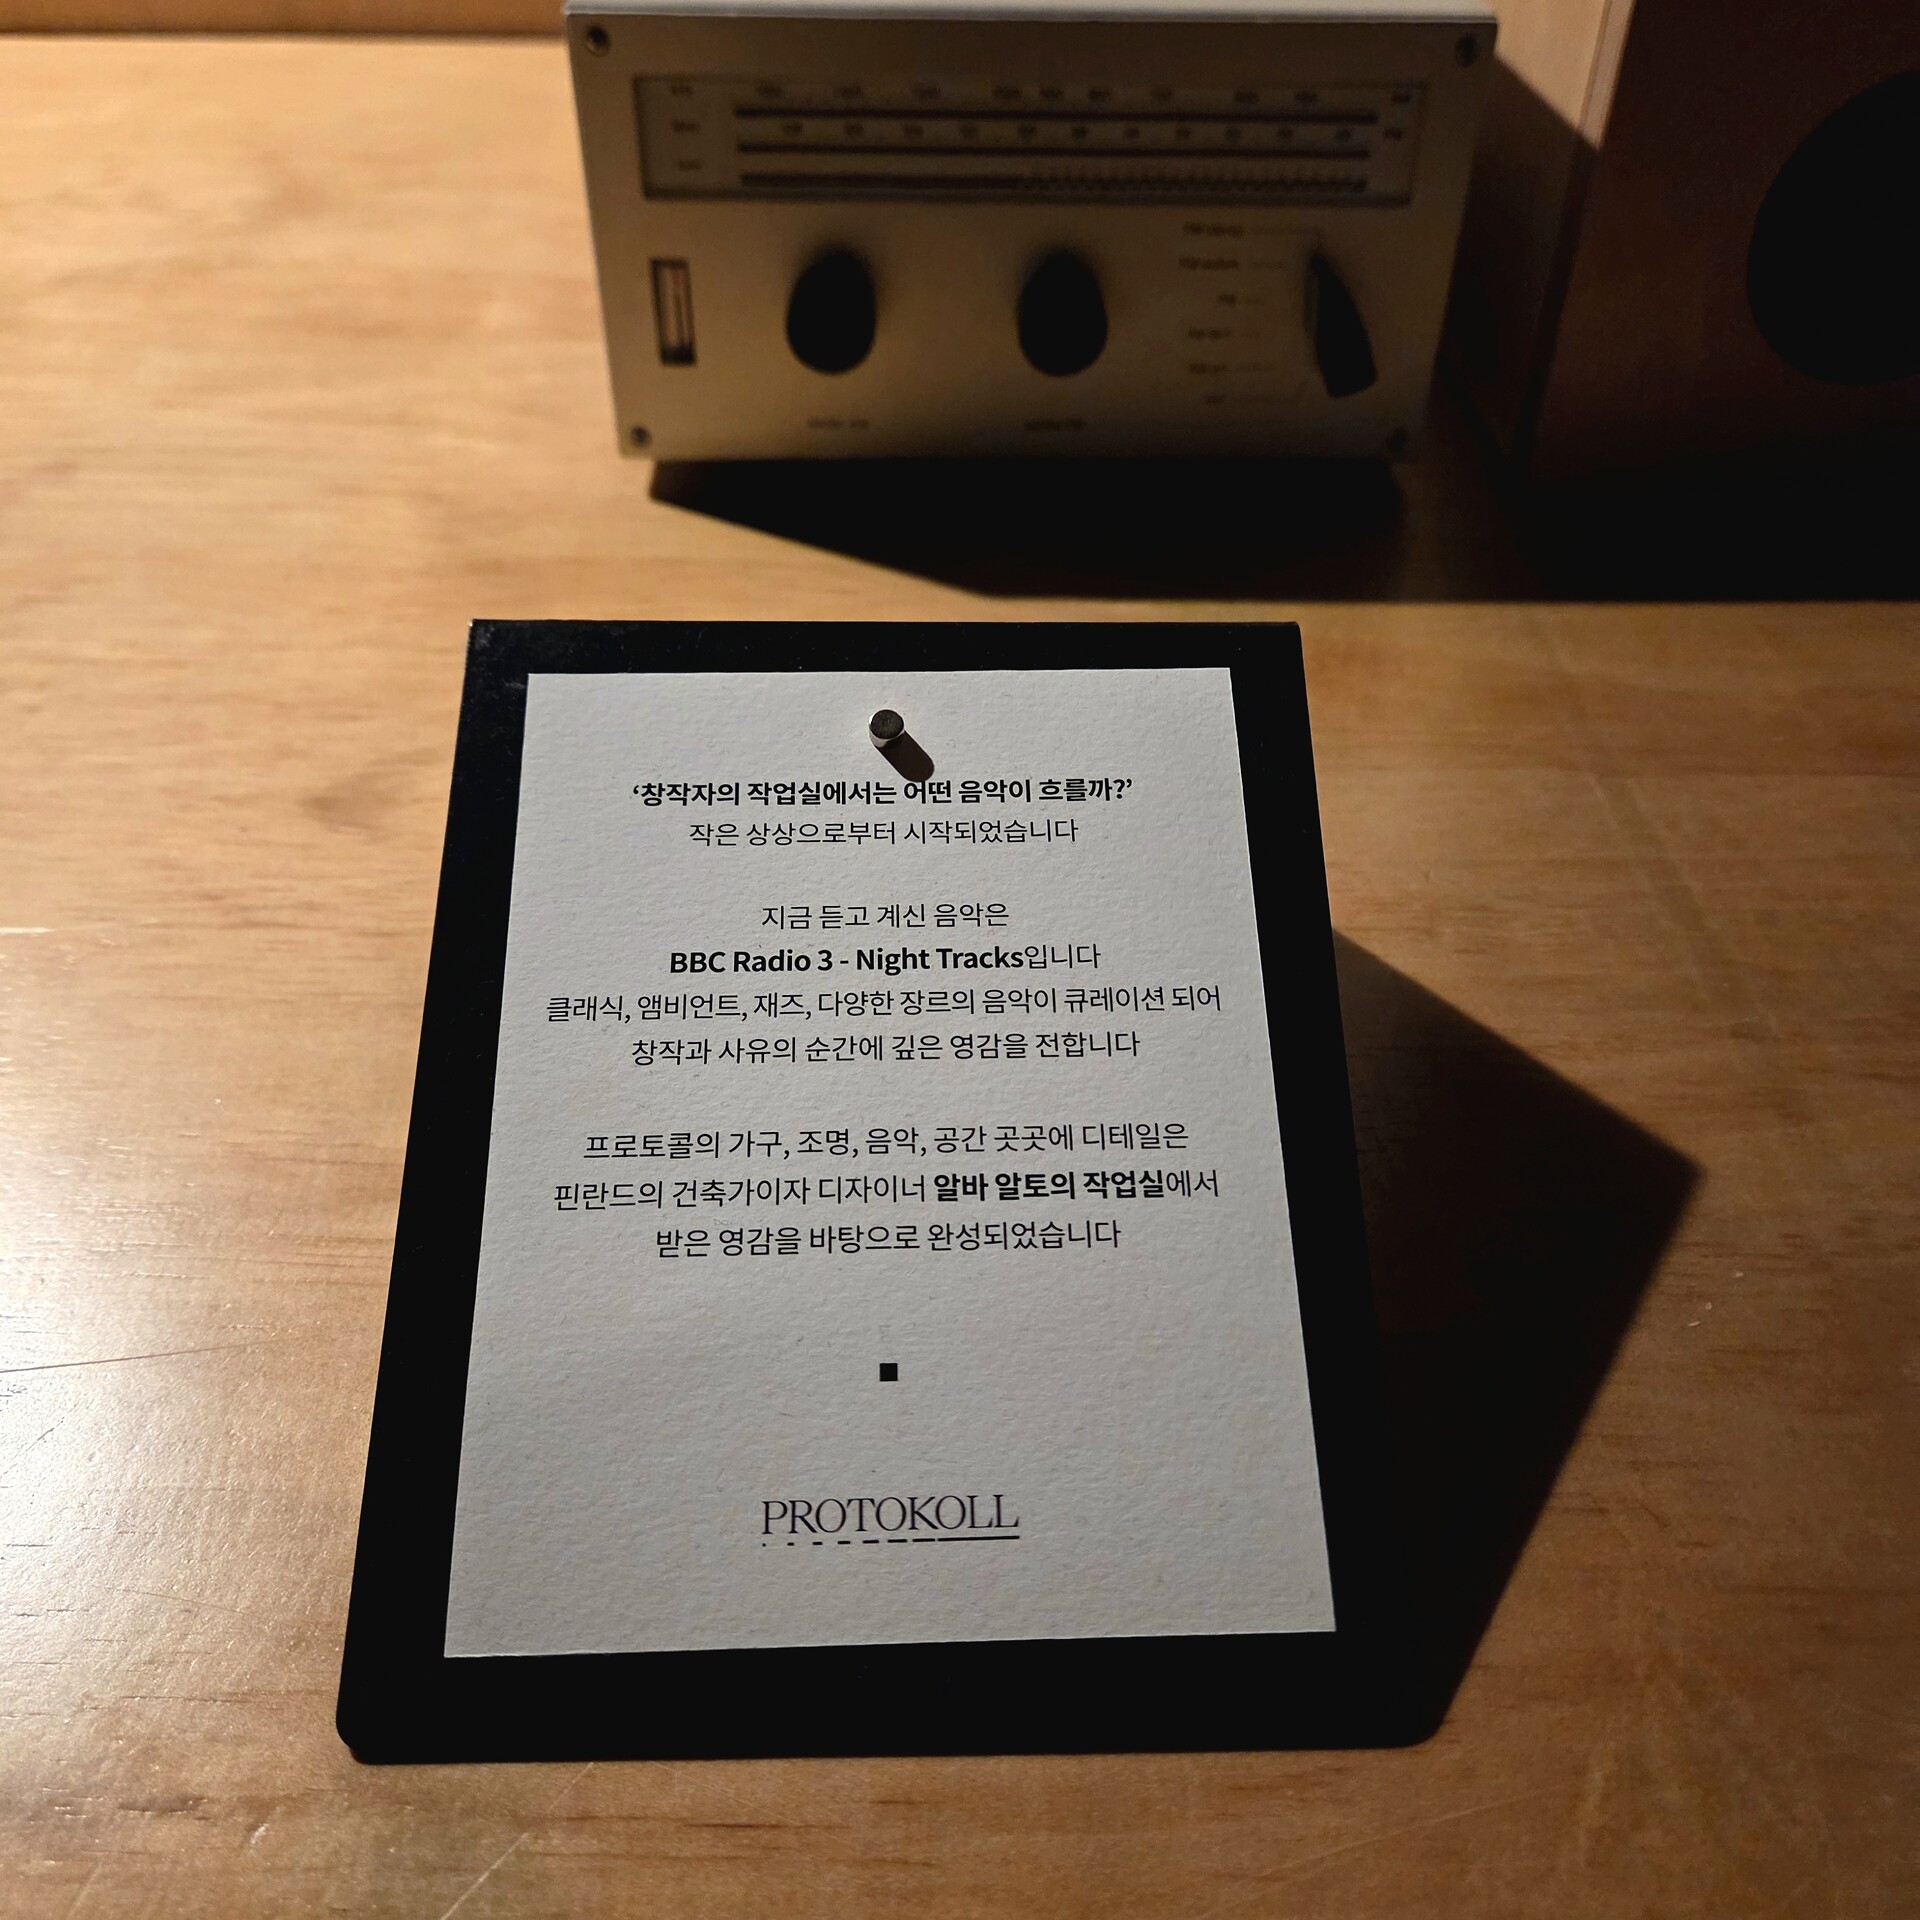 ‘창작자의 작업실에서는 어떤 음악이 흐를까?’
작은 상상으로부터 시작되었습니다
지금 듣고 계신 음악은
BBC Radio 3 - Night Tracks입니다
클래식, 앰비언트, 재즈, 다양한 장르의 음악이 큐레이션 되어
창작과 사유의 순간에 깊은 영감을 전합니다
프로토콜의 가구, 조명, 음악, 공간 곳곳에 디테일은
핀란드의 건축가이자 디자이너 알바 알토의 작업실에서
받은 영감을 바탕으로 완성되었습니다
PROTOKOLL